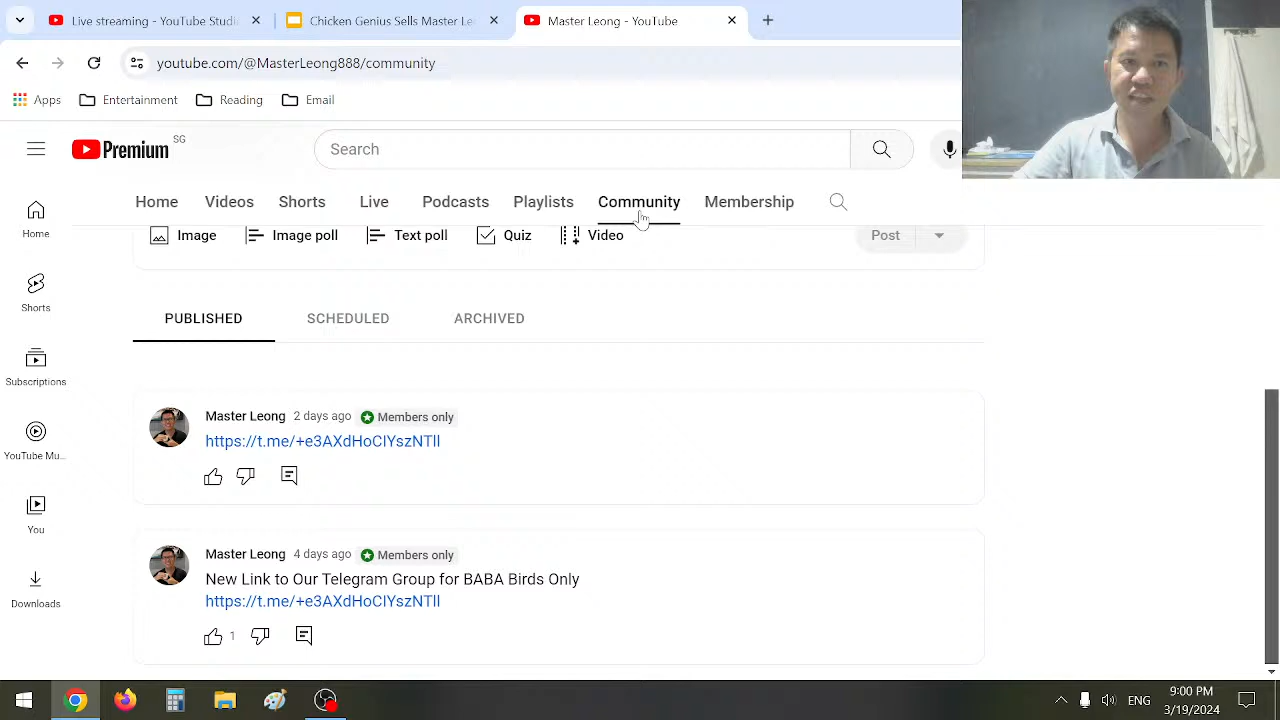 Live streaming - YouTube Studi
Chicken Genius Sells Master Le
Master Leong - YouTube
youtube.com/@MasterLeong888/community
Apps
Entertainment
Reading
Email
Premium
SG
Search
Home
Videos
Shorts
Live
Podcasts
Playlists
Community
Membership
Home
Shorts
Subscriptions
YouTube Mu...
You
Downloads
Image
Image poll
Text poll
Quiz
Video
Post
PUBLISHED
SCHEDULED
ARCHIVED
Master Leong 2 days ago Members only
https://t.me/+e3AXdHoCIYszNTll
Master Leong 4 days ago Members only
New Link to Our Telegram Group for BABA Birds Only
https://t.me/+e3AXdHoCIYszNTll
1
ENG
9:00 PM
3/19/2024